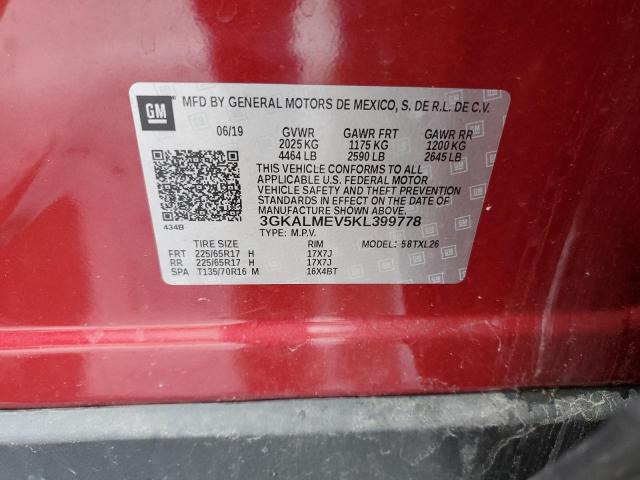 GM MFD BY GENERAL MOTORS DE MEXICO, S. DE R.L. DE C.V.
06/19 GVWR GAWR FRT GAWR RR
2025 KG 1175 KG 1200 KG
4464 LB 2590 LB 2645 LB
THIS VEHICLE CONFORMS TO ALL
APPLICABLE U.S. FEDERAL MOTOR
VEHICLE SAFETY AND THEFT PREVENTION
STANDARDS IN EFFECT ON THE DATE OF
MANUFACTURE SHOWN ABOVE.
3GKALMEV5KL399778
434B TYPE: M.P.V.
TIRE SIZE RIM MODEL: 58TXL26
FRT 225/65R17 H 17X7J
RR 225/65R17 H 17X7J
SPA T135/70R16 M 16X4BT